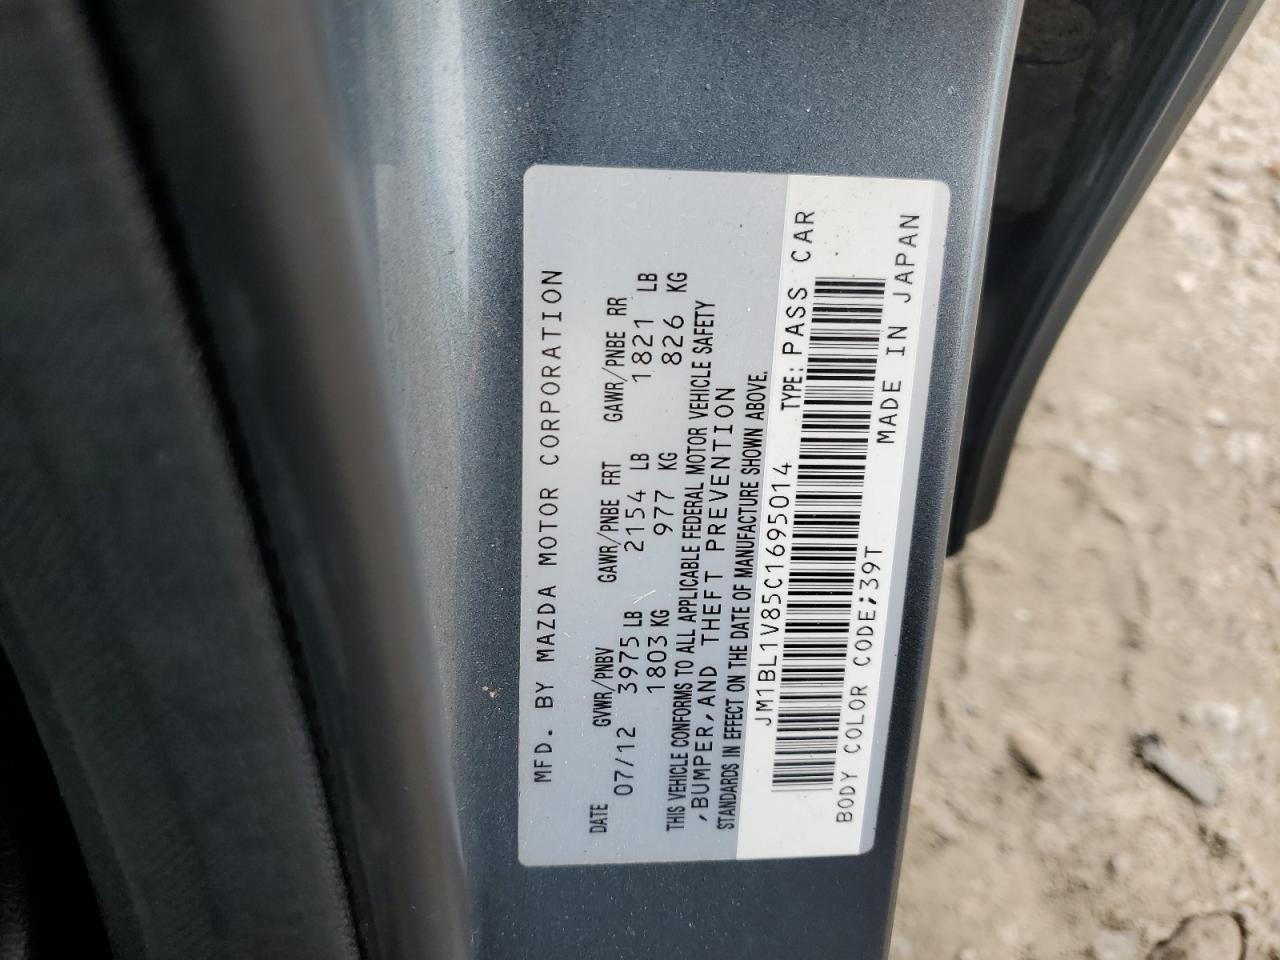 MFD. BY MAZDA MOTOR CORPORATION
DATE GVWR/PNBV GAWR/PNBE FRT GAWR/PNBE RR
07/12 3975 LB 2154 LB 1821 LB
1803 KG 977 KG 826 KG
THIS VEHICLE CONFORMS TO ALL APPLICABLE FEDERAL MOTOR VEHICLE SAFETY
,BUMPER, AND THEFT PREVENTION
STANDARDS IN EFFECT ON THE DATE OF MANUFACTURE SHOWN ABOVE.
JM1BL1V85C1695014 TYPE: PASS CAR
BODY COLOR CODE;39T MADE IN JAPAN